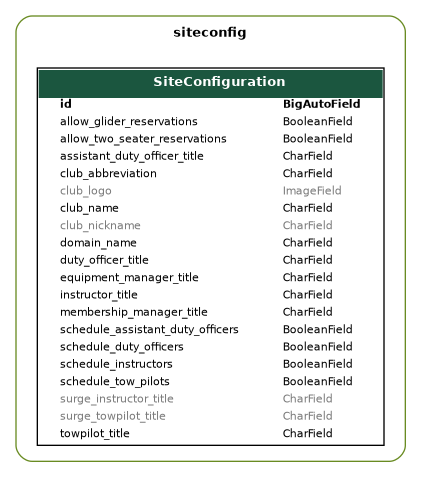 siteconfig
SiteConfiguration
id BigAutoField
allow_glider_reservations BooleanField
allow_two_seater_reservations BooleanField
assistant_duty_officer_title CharField
club_abbreviation CharField
club_logo ImageField
club_name CharField
club_nickname CharField
domain_name CharField
duty_officer_title CharField
equipment_manager_title CharField
instructor_title CharField
membership_manager_title CharField
schedule_assistant_duty_officers BooleanField
schedule_duty_officers BooleanField
schedule_instructors BooleanField
schedule_tow_pilots BooleanField
surge_instructor_title CharField
surge_towpilot_title CharField
towpilot_title CharField